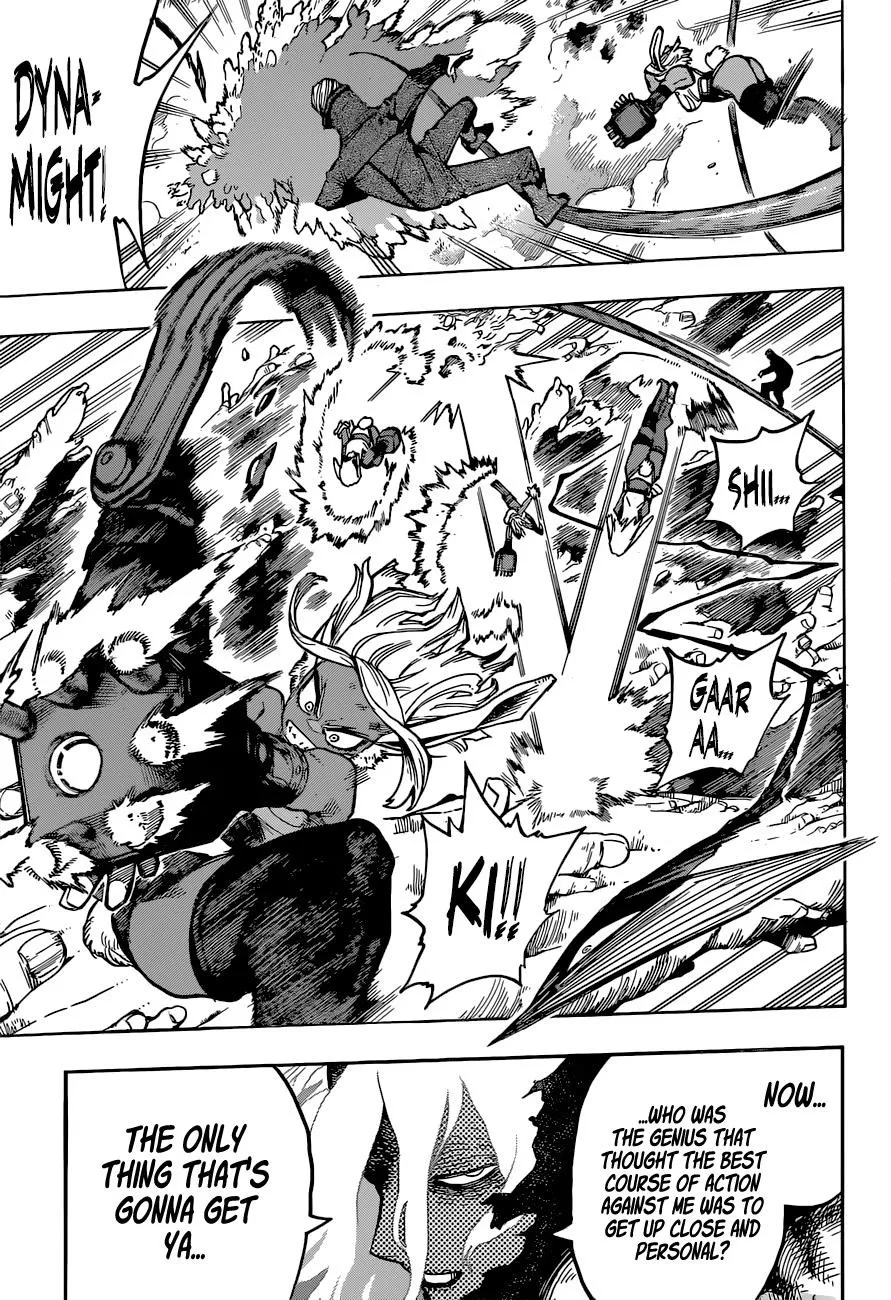 DYNA-
MIGHT!
SHII...
GAAR
AA...
KI!!
NOW...
...WHO WAS
THE GENIUS THAT
THOUGHT THE BEST
COURSE OF ACTION
AGAINST ME WAS TO
GET UP CLOSE AND
PERSONAL?
THE ONLY
THING THAT'S
GONNA GET
YA...